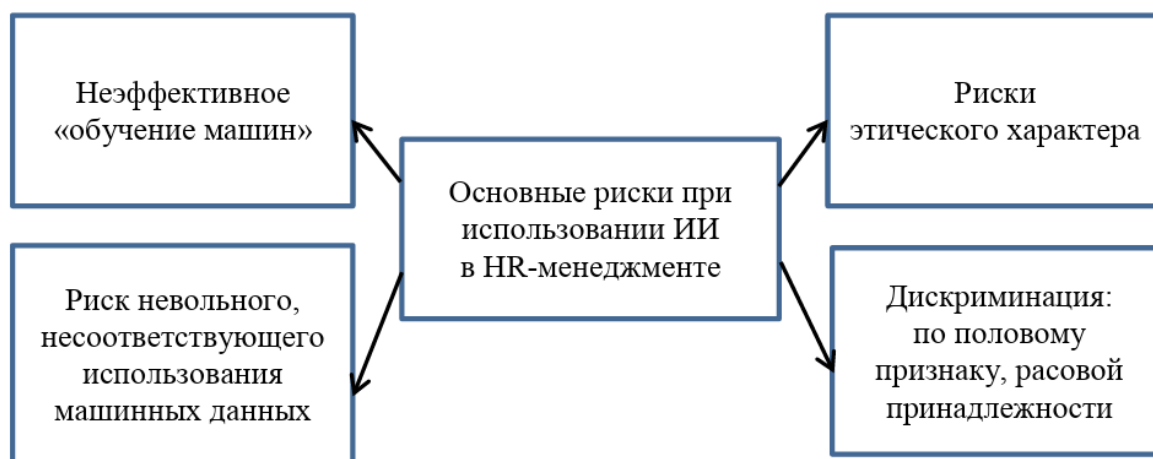 Неэффективное
«обучение машин»
Риски
этического характера
Основные риски при
использовании ИИ
в HR-менеджменте
Риск невольного,
несоответствующего
использования
машинных данных
Дискриминация:
по половому
признаку, расовой
принадлежности